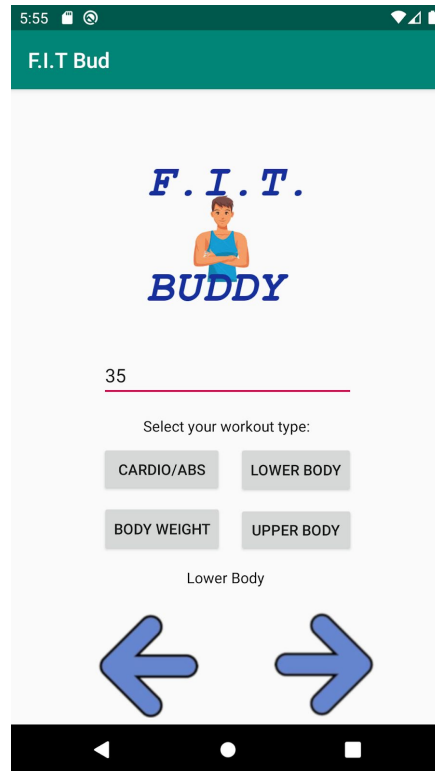 5:55
F.I.T Bud
F.I.T.
BUDDY
35
Select your workout type:
CARDIO/ABS LOWER BODY
BODY WEIGHT UPPER BODY
Lower Body